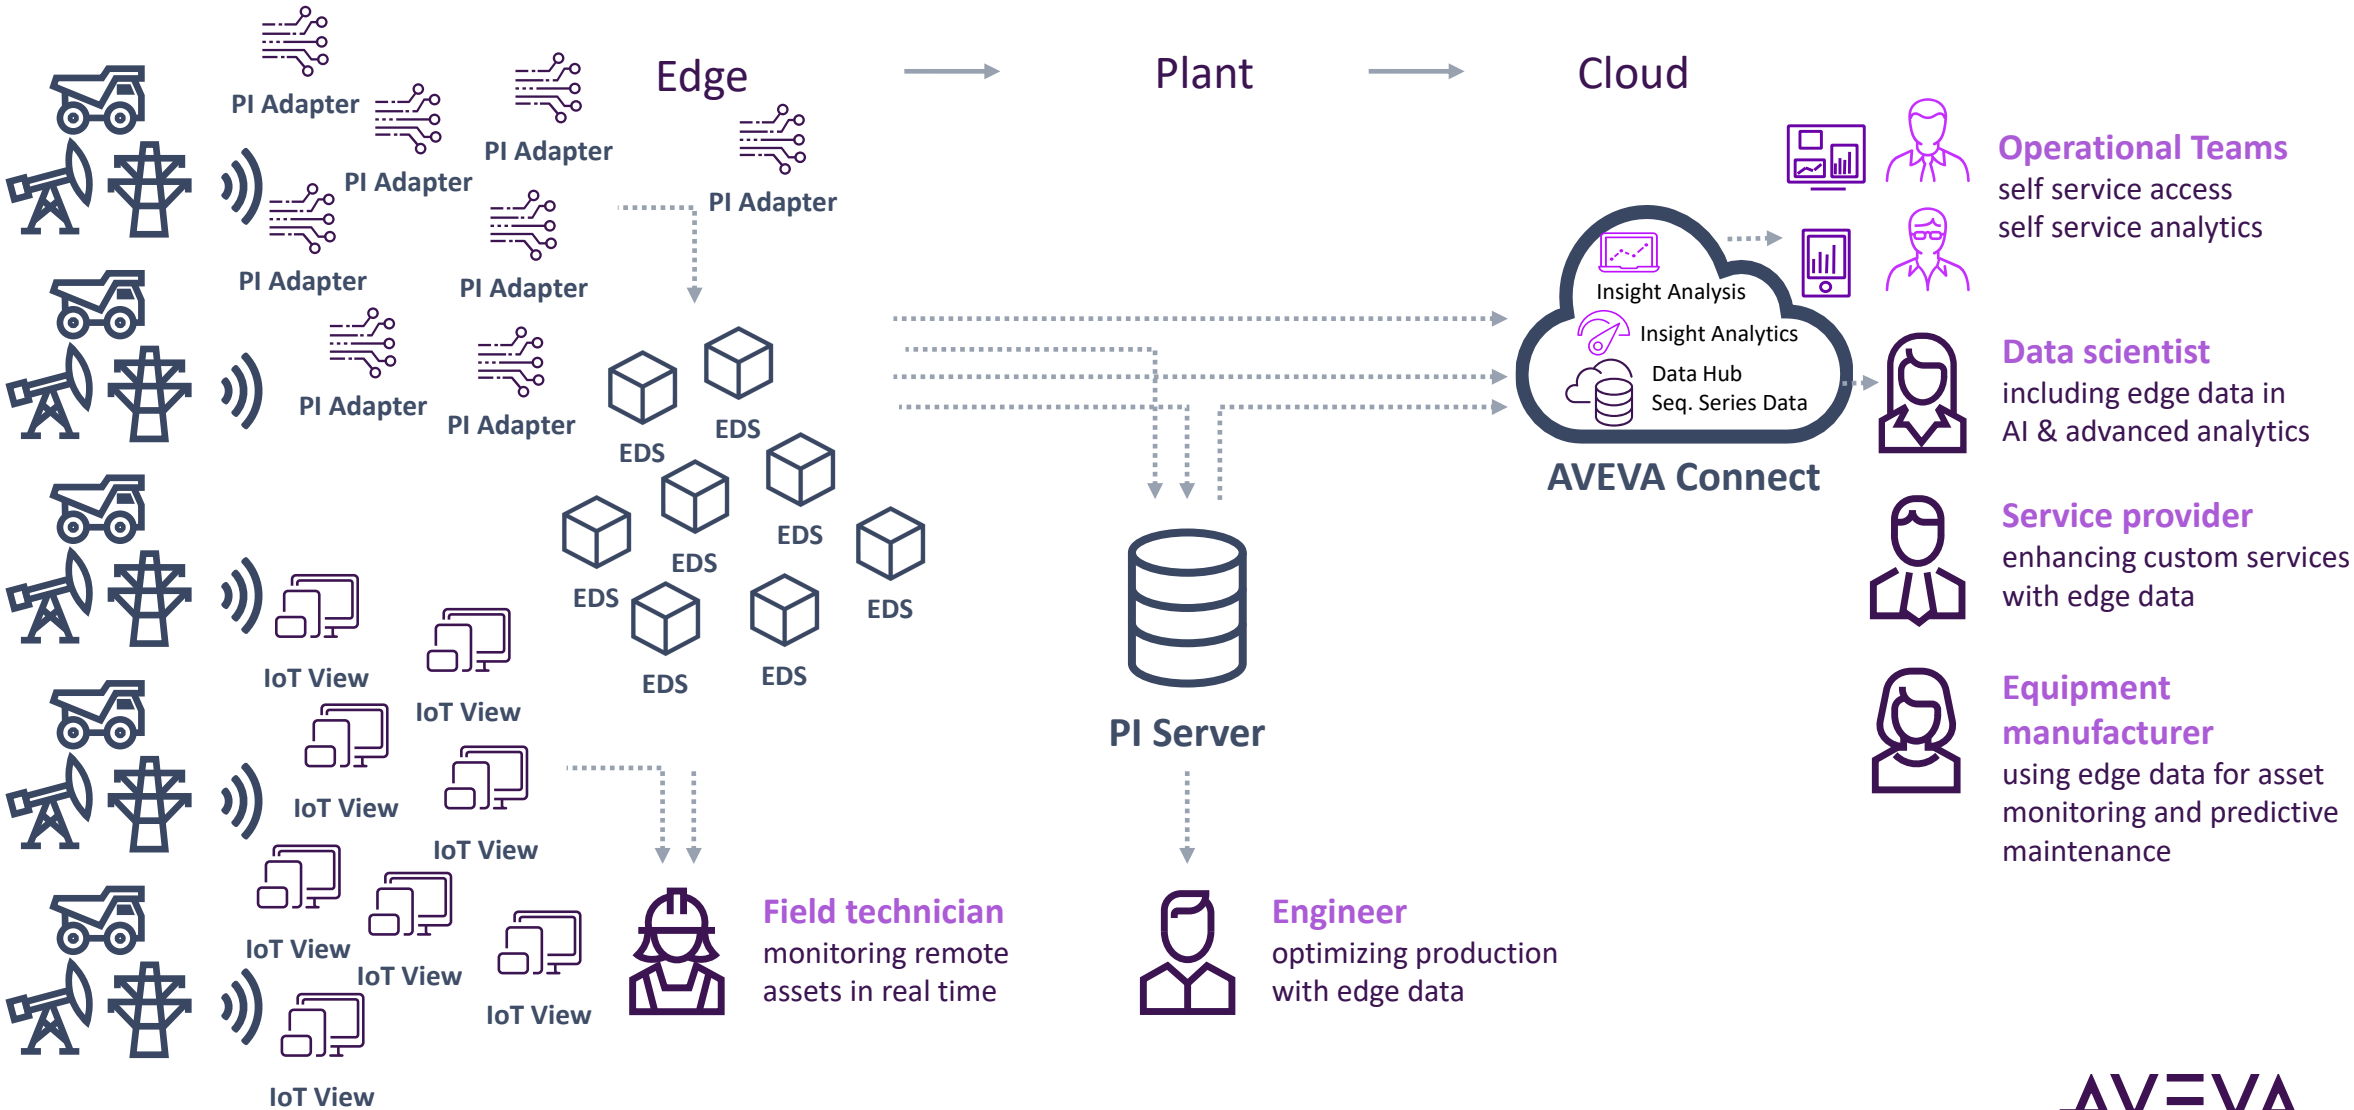 Edge
Plant
Cloud
PI Adapter
PI Adapter
PI Adapter
PI Adapter
PI Adapter
PI Adapter
PI Adapter
PI Adapter
EDS
EDS
EDS
EDS
EDS
EDS
EDS
EDS
IoT View
IoT View
IoT View
IoT View
IoT View
IoT View
IoT View
IoT View
Field technician
monitoring remote
assets in real time
PI Server
Engineer
optimizing production
with edge data
Insight Analysis
Insight Analytics
Data Hub
Seq. Series Data
AVEVA Connect
Operational Teams
self service access
self service analytics
Data scientist
including edge data in
AI & advanced analytics
Service provider
enhancing custom services
with edge data
Equipment
manufacturer
using edge data for asset
monitoring and predictive
maintenance
AVEVA